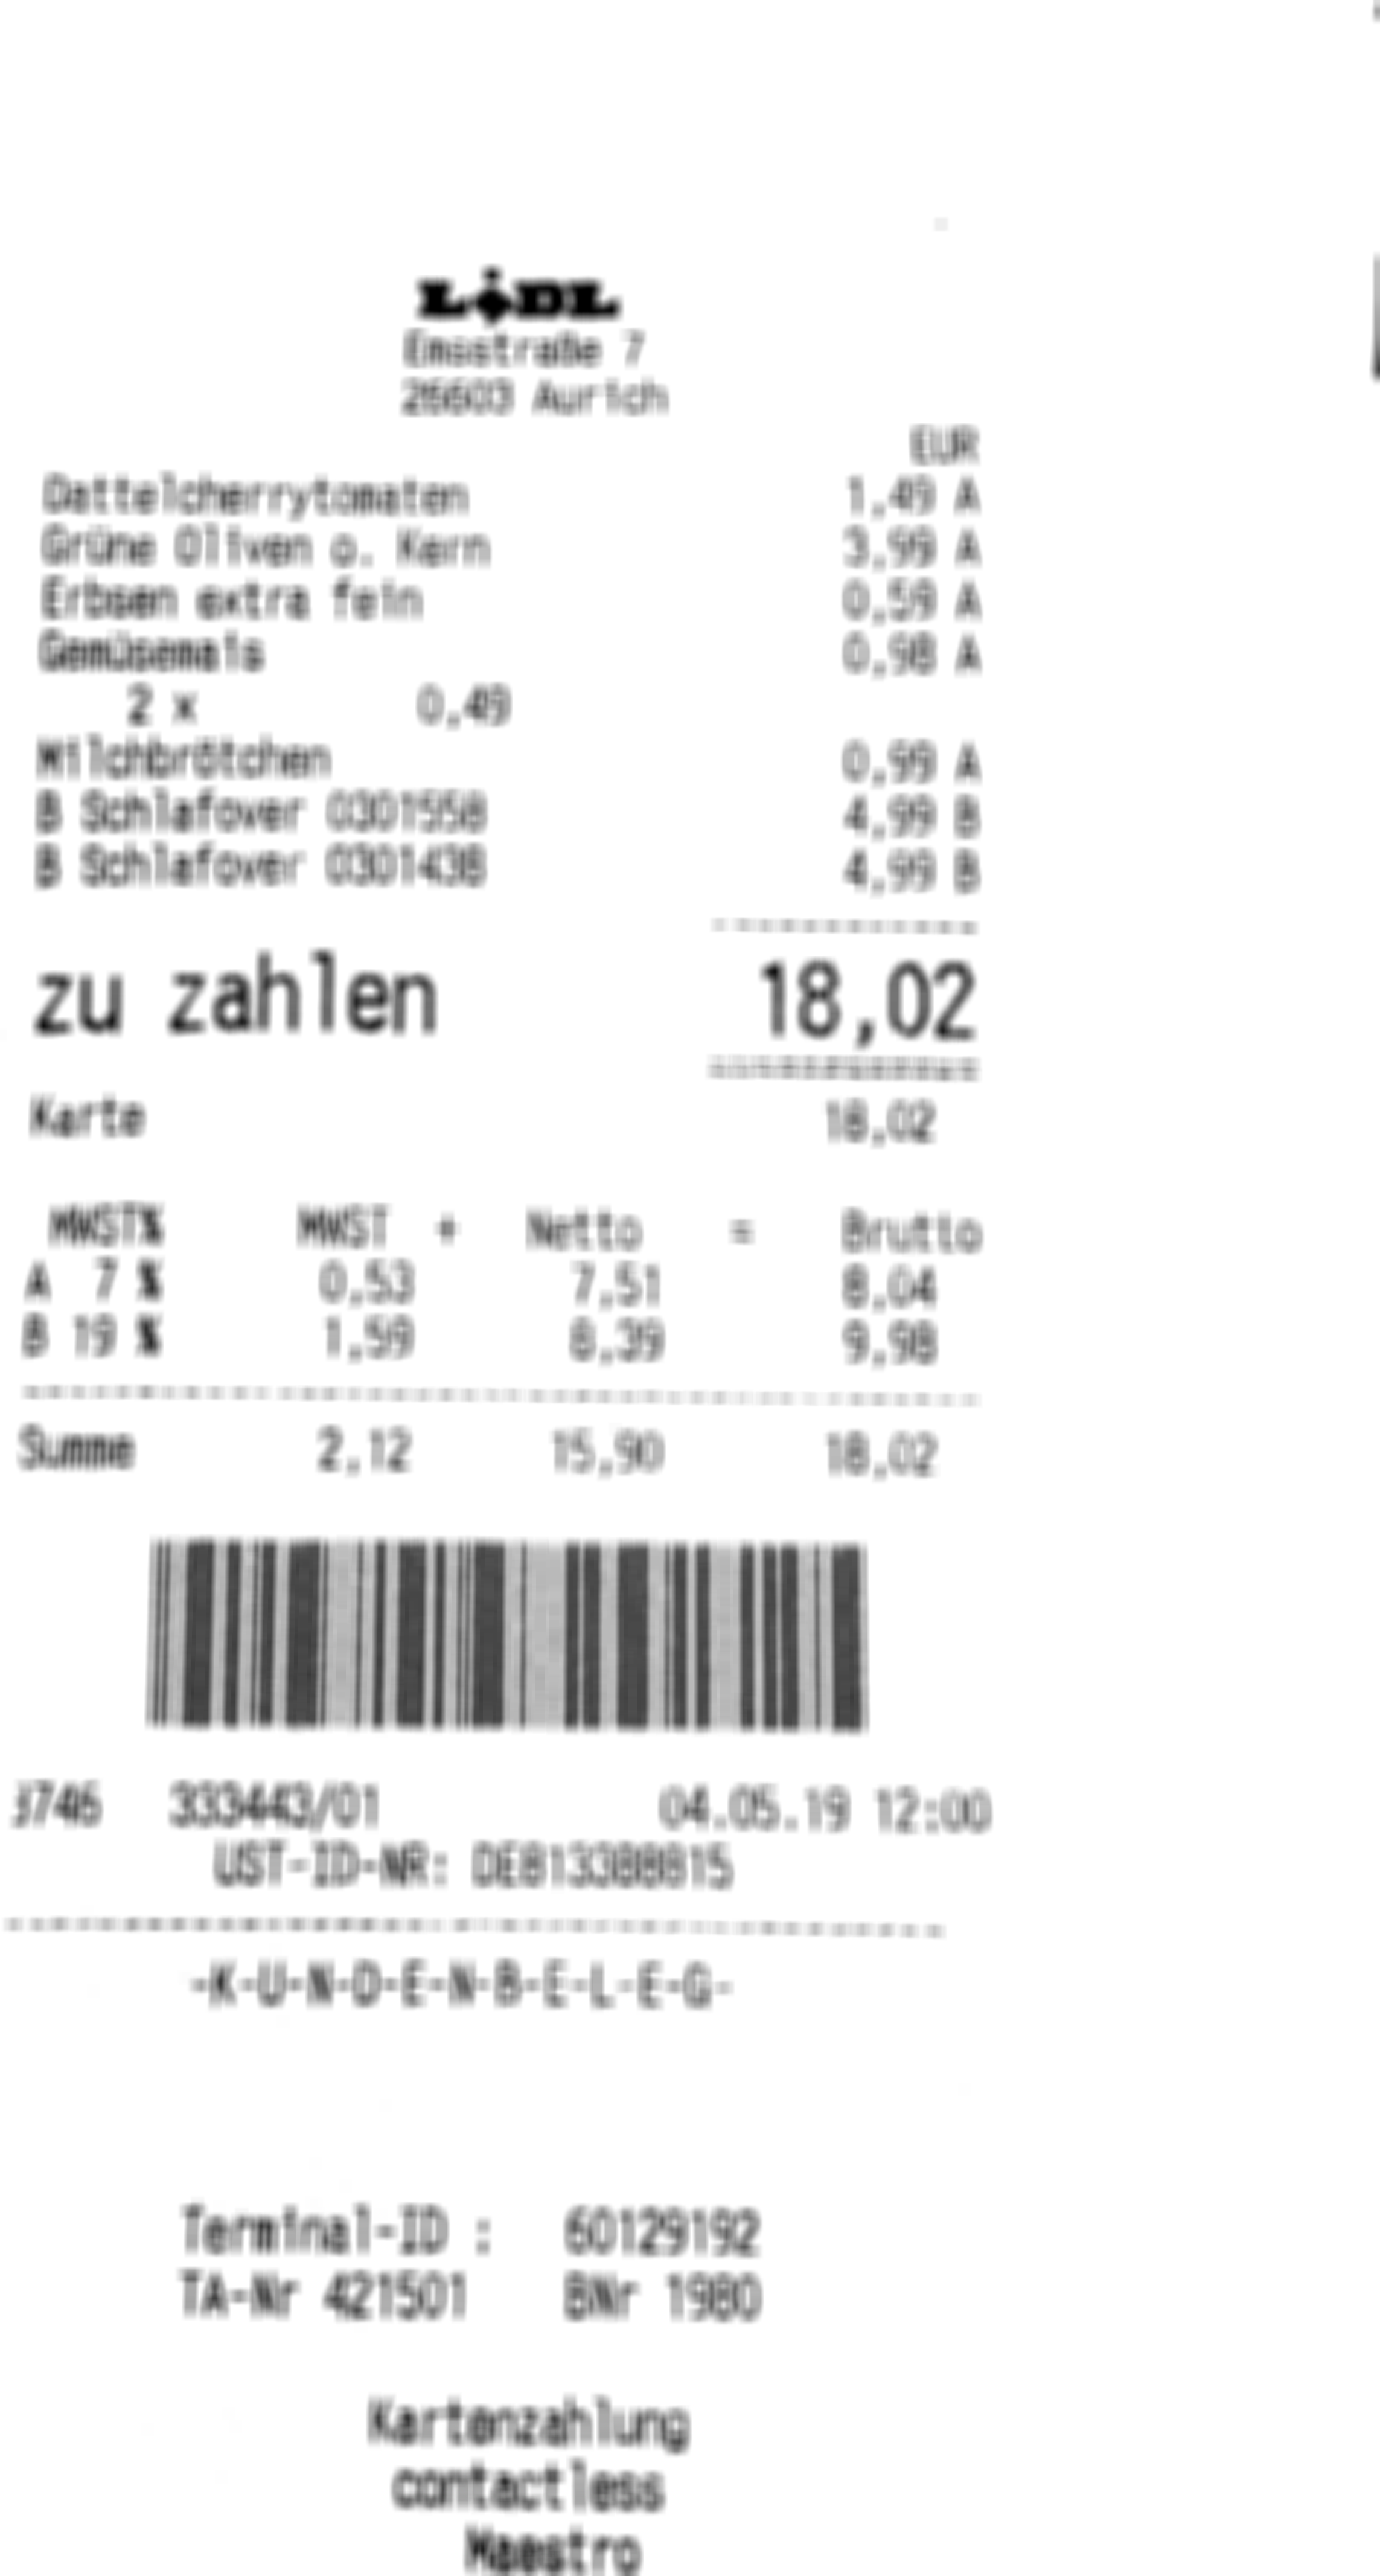 LiDL
Emsstraße 7
26603 Aurich
EUR
Dattelcherrytomaten 1,49 A
Grüne Oliven o. Kern 3,99 A
Erbsen extra fein 0,59 A
Gemüsemais 0,98 A
2 x 0,49
Milchbrötchen 0,99 A
B Schlafover 0301558 4,99 B
B Schlafover 0301438 4,99 B
zu zahlen 18,02
Karte 18,02
MWST% MWST + Netto = Brutto
A 7 % 0,53 7,51 8,04
B 19 % 1,59 8,39 9,98
Summe 2,12 15,90 18,02
3746 333443/01 04.05.19 12:00
UST-ID-NR: DE813388815
-K-U-N-D-E-N-B-E-L-E-G-
Terminal-ID : 60129192
TA-Nr 421501 BNr 1980
Kartenzahlung
contactless
Maestro